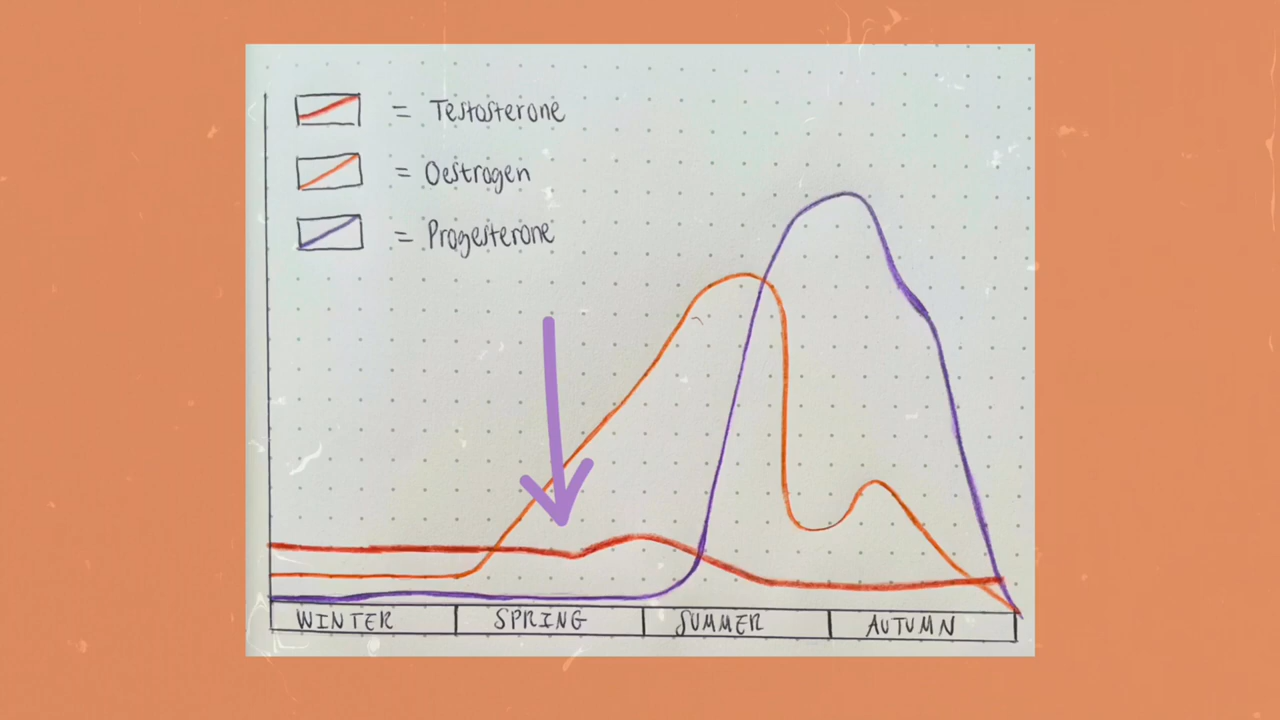 = Testosterone
= Oestrogen
= Progesterone
WINTER SPRING SUMMER AUTUMN